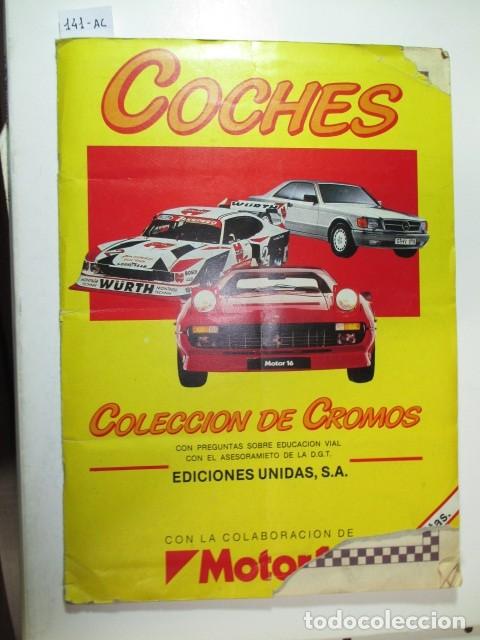 141-AC
COCHES
WÜRTH
WÜRTH
Motor 16
COLECCION DE CROMOS
CON PREGUNTAS SOBRE EDUCACION VIAL
CON EL ASESORAMIETO DE LA D.G.T.
EDICIONES UNIDAS, S.A.
CON LA COLABORACION DE
Motor
todocoleccion